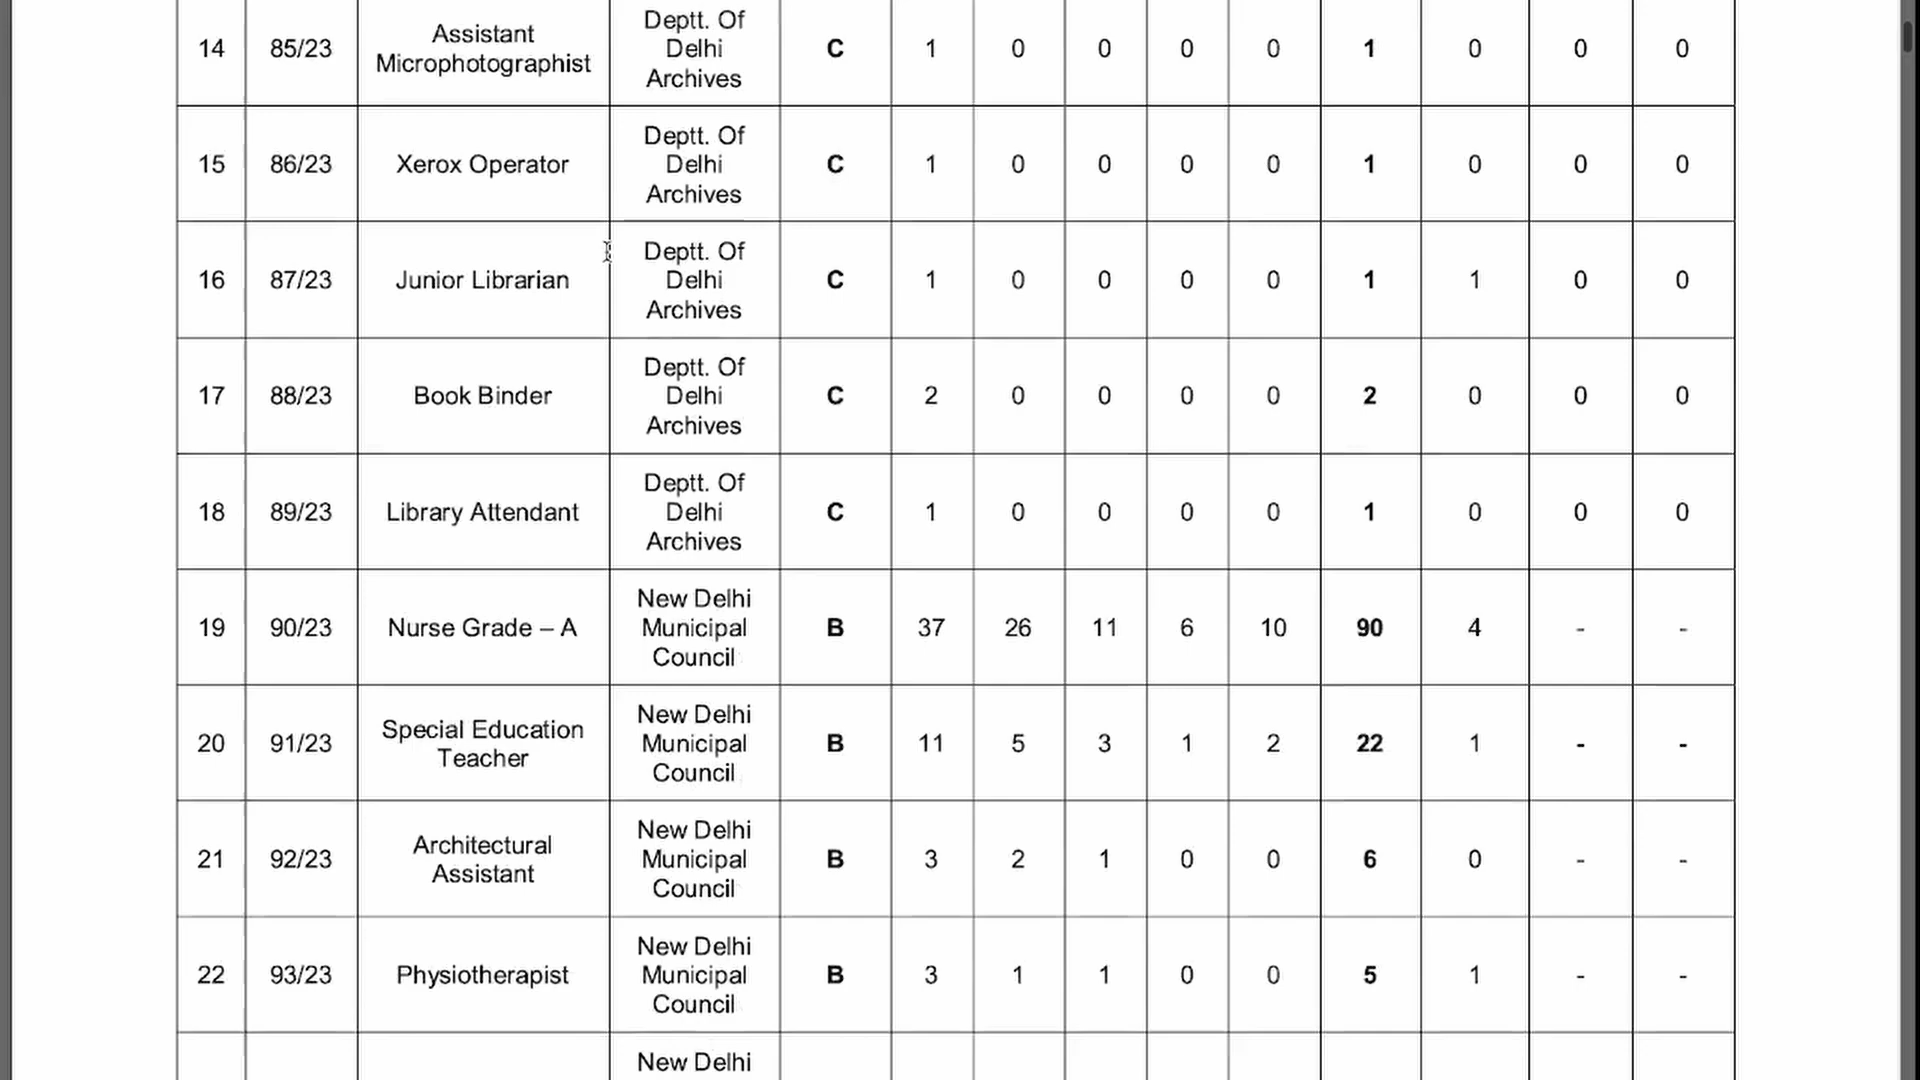 14 85/23 Assistant Microphotographist Deptt. Of Delhi Archives C 1 0 0 0 0 1 0 0 0
15 86/23 Xerox Operator Deptt. Of Delhi Archives C 1 0 0 0 0 1 0 0 0
16 87/23 Junior Librarian Deptt. Of Delhi Archives C 1 0 0 0 0 1 1 0 0
17 88/23 Book Binder Deptt. Of Delhi Archives C 2 0 0 0 0 2 0 0 0
18 89/23 Library Attendant Deptt. Of Delhi Archives C 1 0 0 0 0 1 0 0 0
19 90/23 Nurse Grade – A New Delhi Municipal Council B 37 26 11 6 10 90 4 - -
20 91/23 Special Education Teacher New Delhi Municipal Council B 11 5 3 1 2 22 1 - -
21 92/23 Architectural Assistant New Delhi Municipal Council B 3 2 1 0 0 6 0 - -
22 93/23 Physiotherapist New Delhi Municipal Council B 3 1 1 0 0 5 1 - -
New Delhi